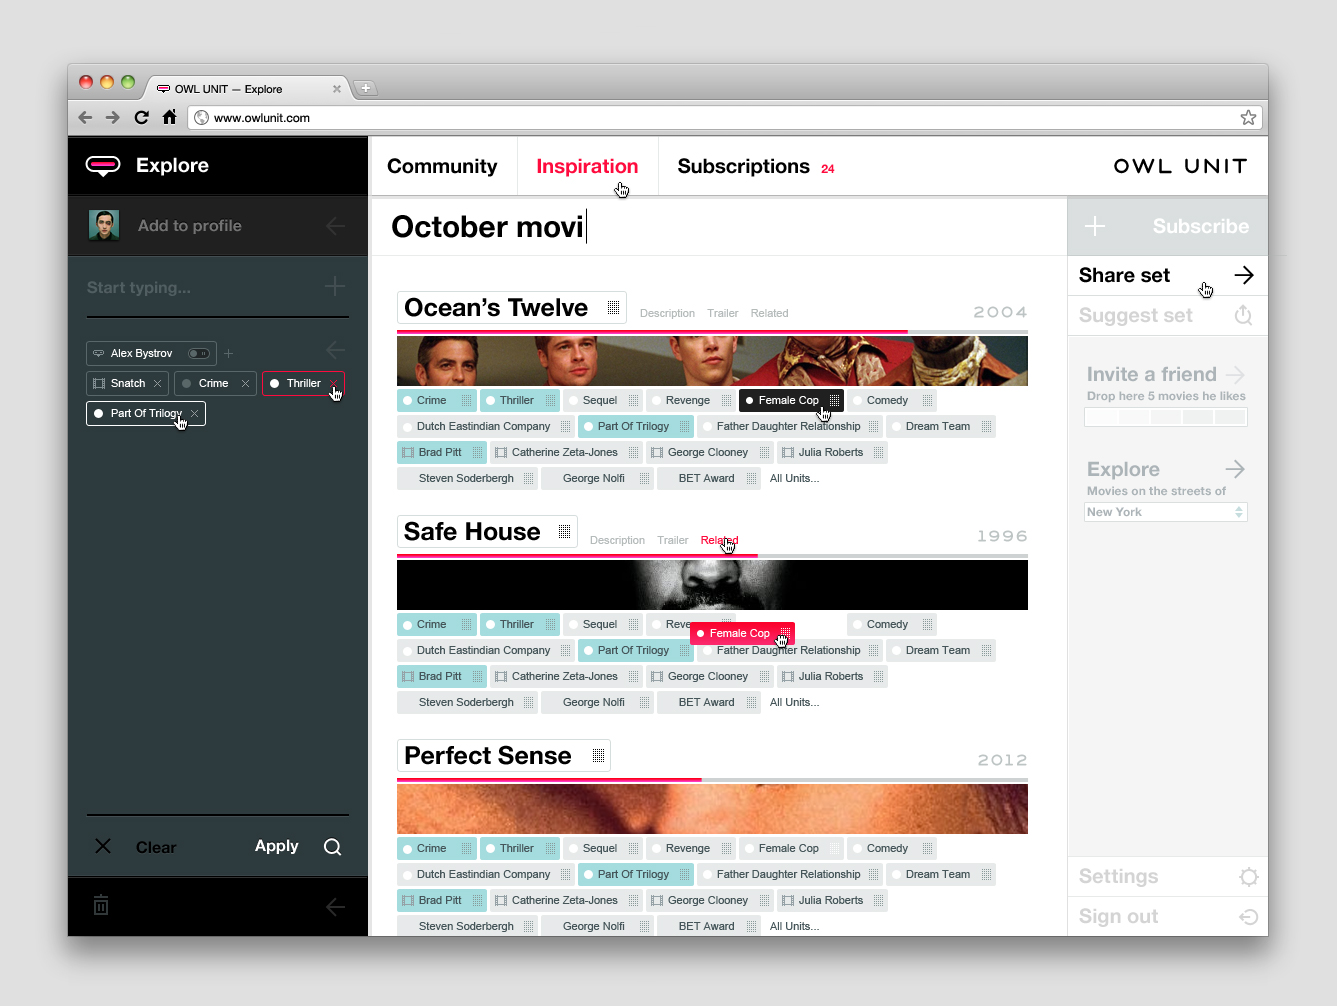 OWL UNIT — Explore
www.owlunit.com
Explore
Community
Inspiration
Subscriptions 24
OWL UNIT
Add to profile
Start typing...
Alex Bystrov
Snatch
Crime
Thriller
Part Of Trilogy
Clear
Apply
October movi
Ocean’s Twelve
Description Trailer Related
2004
Crime Thriller Sequel Revenge Female Cop Comedy
Dutch Eastindian Company Part Of Trilogy Father Daughter Relationship Dream Team
Brad Pitt Catherine Zeta-Jones George Clooney Julia Roberts
Steven Soderbergh George Nolfi BET Award All Units...
Safe House
Description Trailer Related
1996
Crime Thriller Sequel Reve Comedy
Female Cop
Dutch Eastindian Company Part Of Trilogy Father Daughter Relationship Dream Team
Brad Pitt Catherine Zeta-Jones George Clooney Julia Roberts
Steven Soderbergh George Nolfi BET Award All Units...
Perfect Sense
2012
Crime Thriller Sequel Revenge Female Cop Comedy
Dutch Eastindian Company Part Of Trilogy Father Daughter Relationship Dream Team
Brad Pitt Catherine Zeta-Jones George Clooney Julia Roberts
Steven Soderbergh George Nolfi BET Award All Units...
Subscribe
Share set
Suggest set
Invite a friend
Drop here 5 movies he likes
Explore
Movies on the streets of
New York
Settings
Sign out